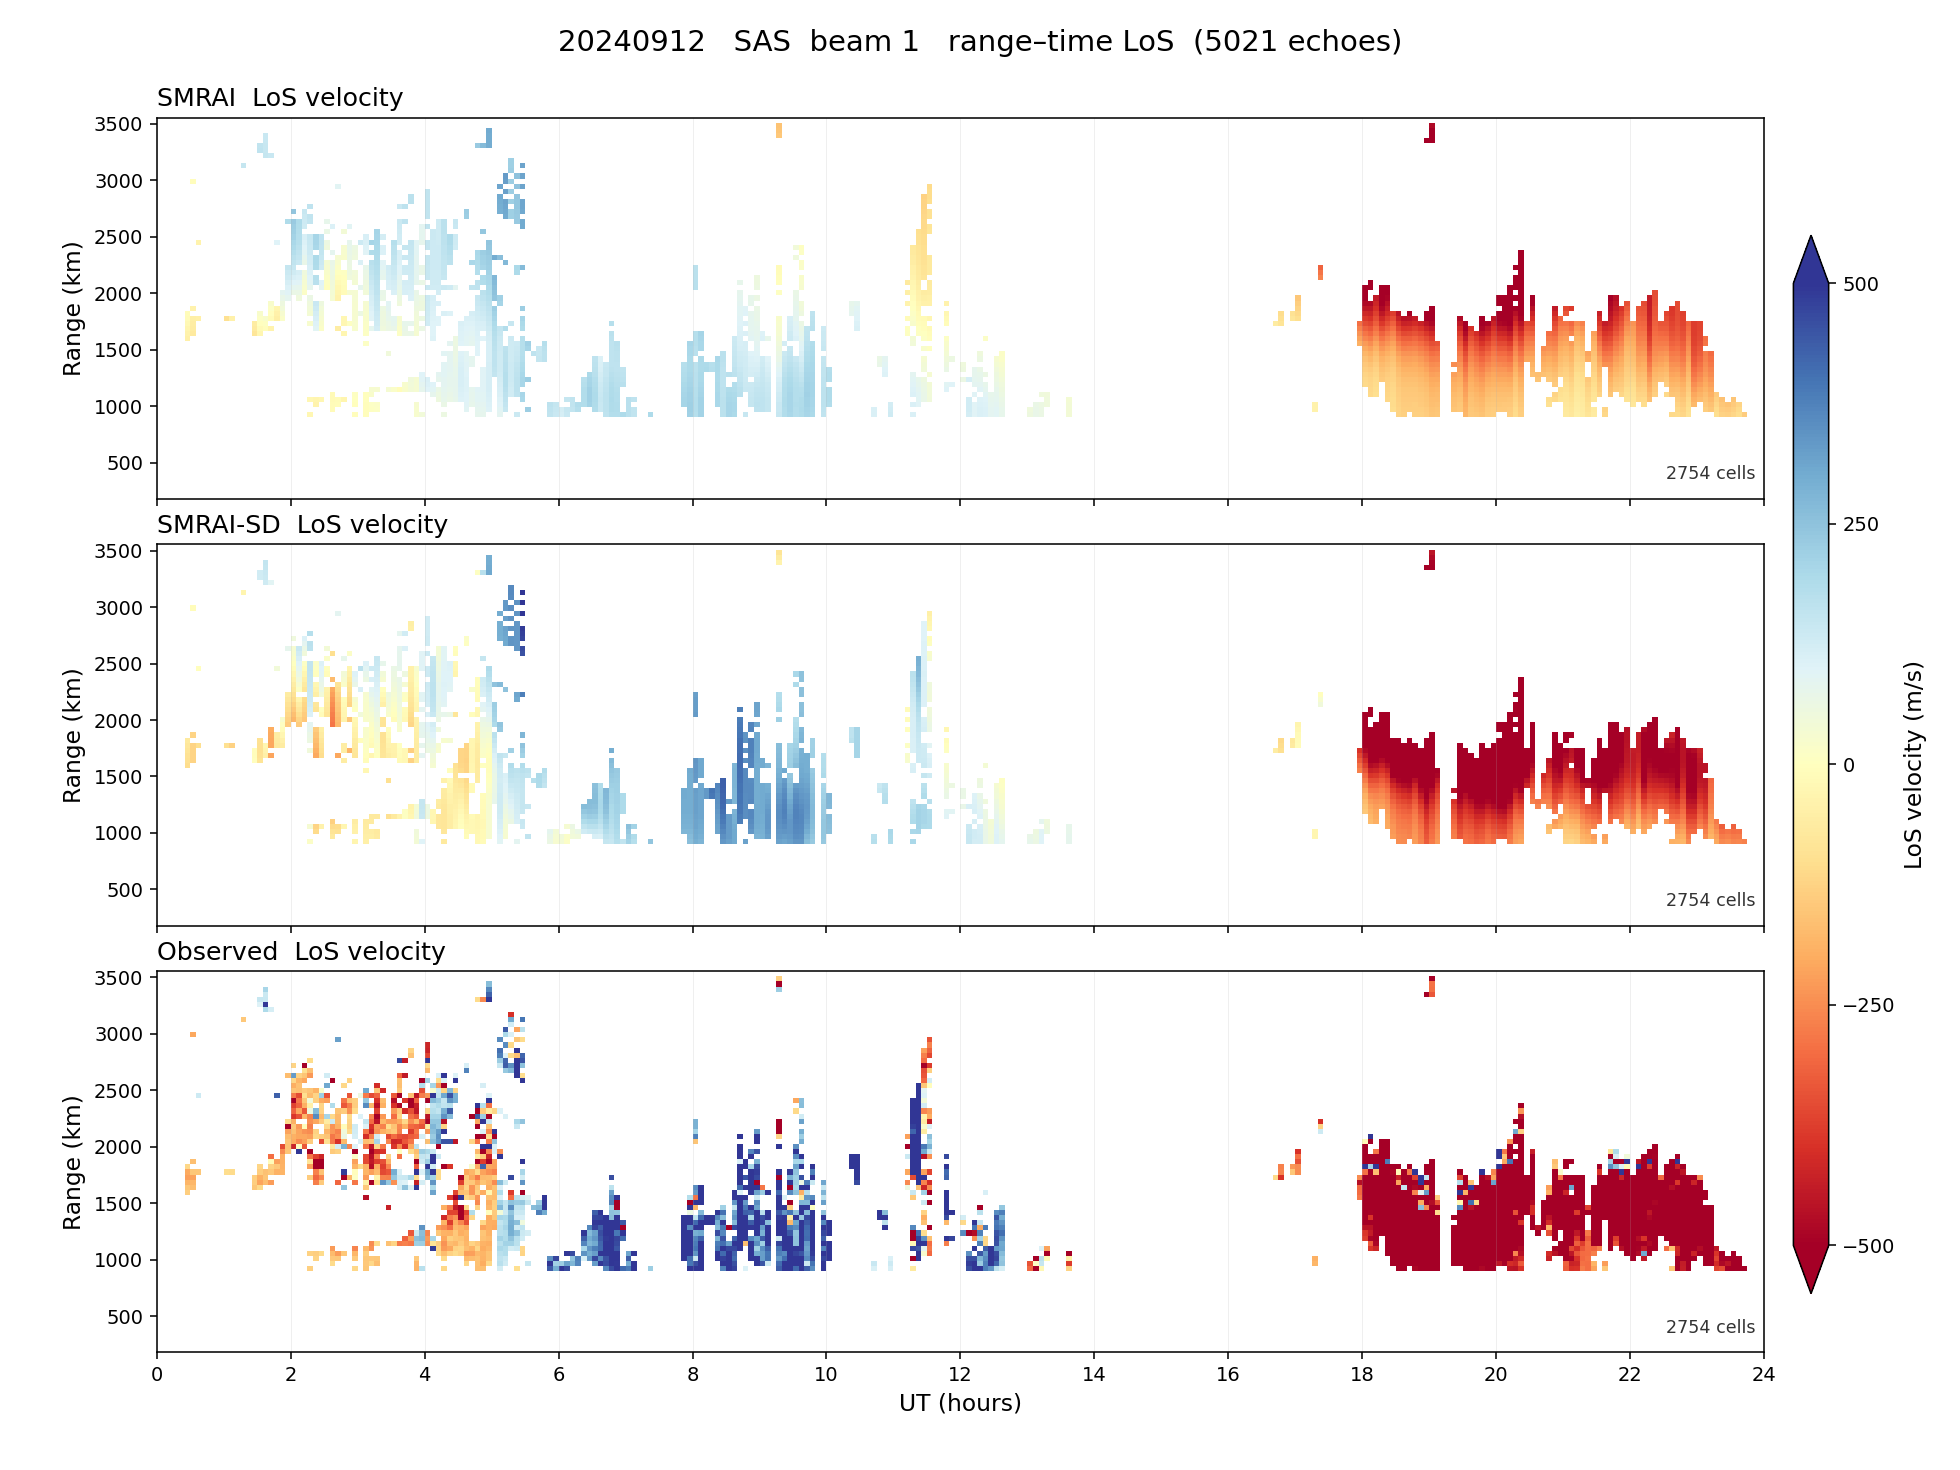 20240912   SAS  beam 1   range–time LoS  (5021 echoes)
SMRAI  LoS velocity
3500
3000
2500
2000
1500
1000
500
Range (km)
2754 cells
SMRAI-SD  LoS velocity
3500
3000
2500
2000
1500
1000
500
Range (km)
2754 cells
Observed  LoS velocity
3500
3000
2500
2000
1500
1000
500
Range (km)
2754 cells
0 2 4 6 8 10 12 14 16 18 20 22 24
UT (hours)
500
250
0
−250
−500
LoS velocity (m/s)